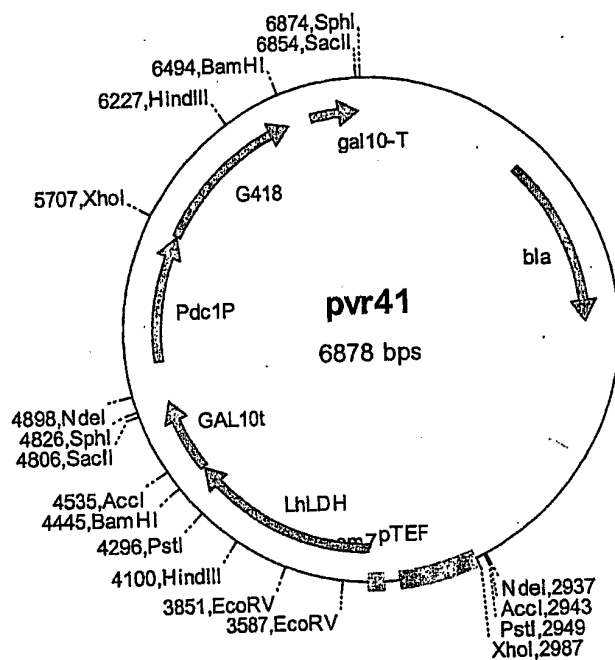 6874,SphI
6854,SacII
6494,BamHI
6227,HindIII
gal10-T
G418
5707,XhoI
bla
Pdc1P
pvr41
6878 bps
4898,NdeI
4826,SphI
4806,SacII
GAL10t
4535,AccI
4445,BamHI
4296,PstI
4100,HindIII
3851,EcoRV
3587,EcoRV
LhLDH
em7
pTEF
NdeI,2937
AccI,2943
PstI,2949
XhoI,2987